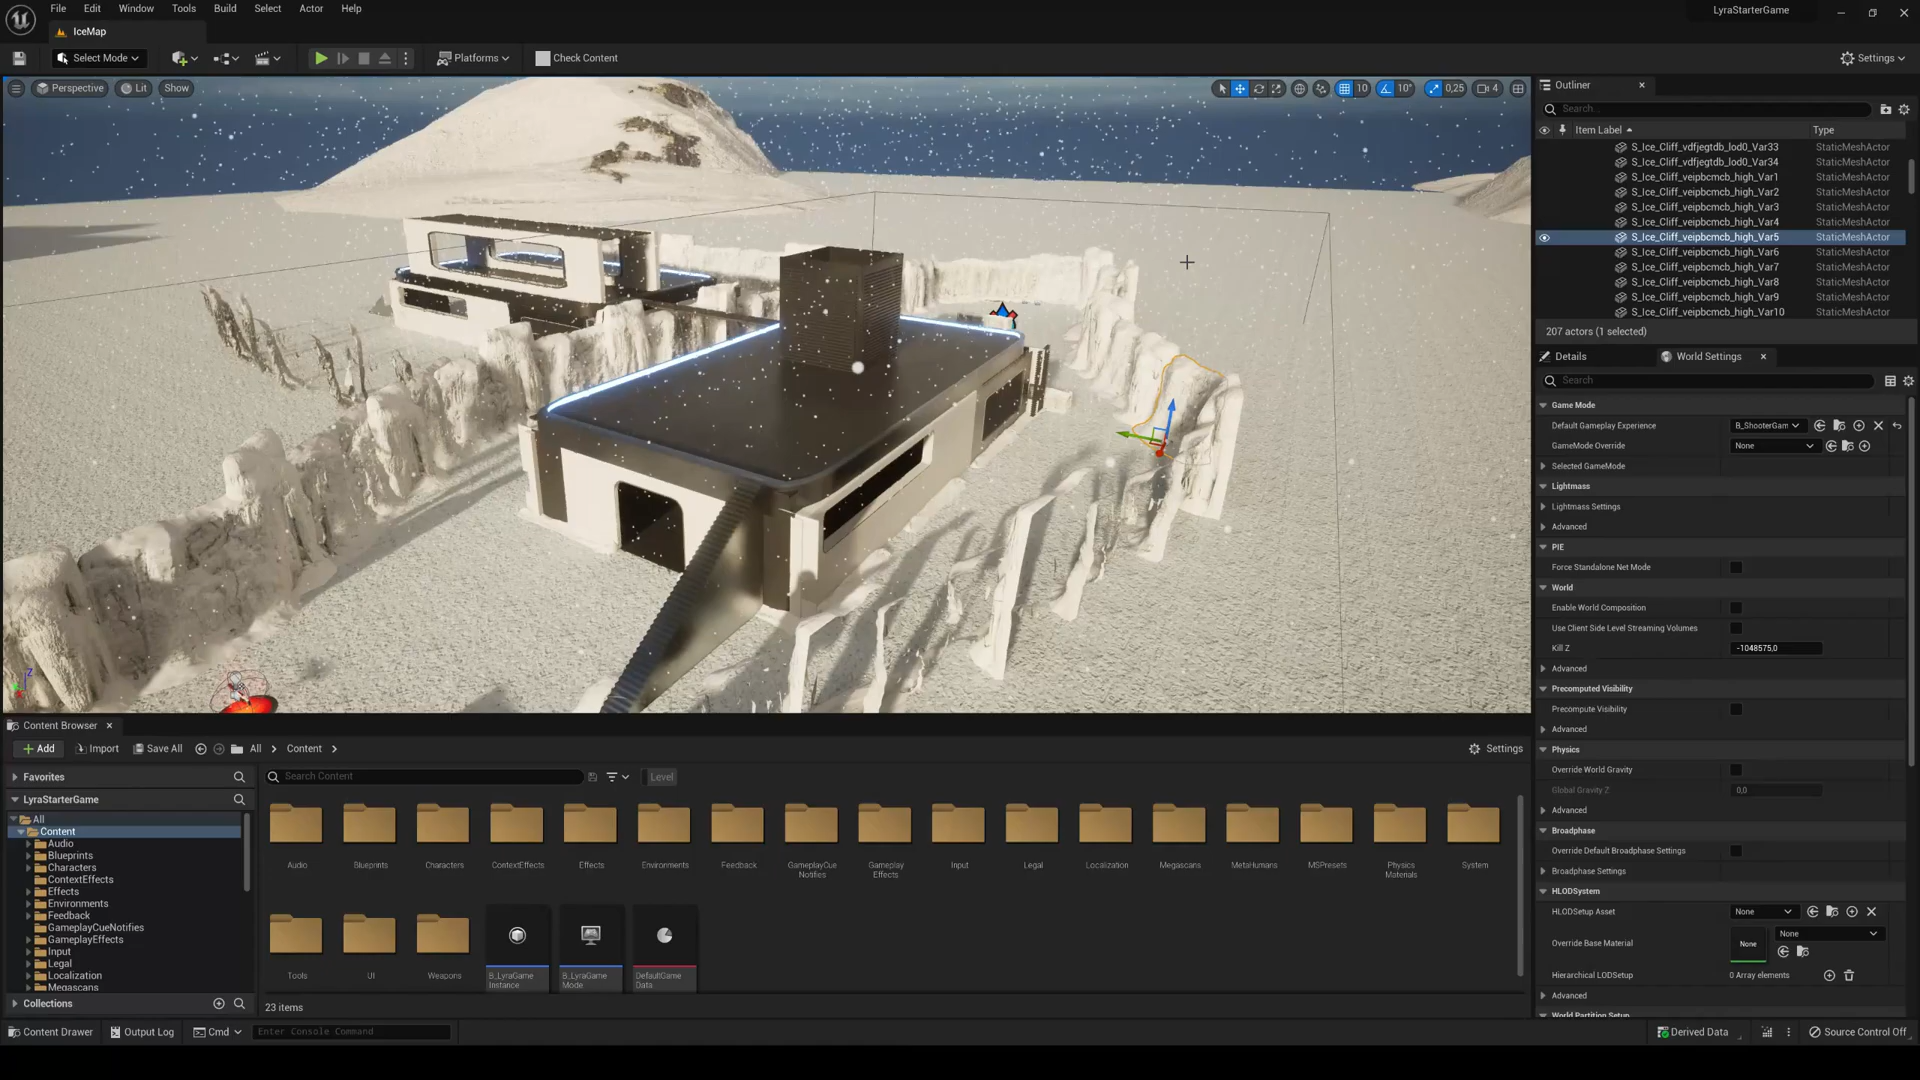 File Edit Window Tools Build Select Actor Help
LyraStarterGame
IceMap
Select Mode
Platforms
Check Content
Settings
Perspective
Lit
Show
10
10°
0,25
4
Outliner
Search...
Item Label
Type
S_Ice_Cliff_vdfjegtdb_lod0_Var33 StaticMeshActor
S_Ice_Cliff_vdfjegtdb_lod0_Var34 StaticMeshActor
S_Ice_Cliff_veipbcmcb_high_Var1 StaticMeshActor
S_Ice_Cliff_veipbcmcb_high_Var2 StaticMeshActor
S_Ice_Cliff_veipbcmcb_high_Var3 StaticMeshActor
S_Ice_Cliff_veipbcmcb_high_Var4 StaticMeshActor
S_Ice_Cliff_veipbcmcb_high_Var5 StaticMeshActor
S_Ice_Cliff_veipbcmcb_high_Var6 StaticMeshActor
S_Ice_Cliff_veipbcmcb_high_Var7 StaticMeshActor
S_Ice_Cliff_veipbcmcb_high_Var8 StaticMeshActor
S_Ice_Cliff_veipbcmcb_high_Var9 StaticMeshActor
S_Ice_Cliff_veipbcmcb_high_Var10 StaticMeshActor
207 actors (1 selected)
Details
World Settings
Search
Game Mode
Default Gameplay Experience B_ShooterGam
GameMode Override None
Selected GameMode
Lightmass
Lightmass Settings
Advanced
PIE
Force Standalone Net Mode
World
Enable World Composition
Use Client Side Level Streaming Volumes
Kill Z -1048575,0
Advanced
Precomputed Visibility
Precompute Visibility
Advanced
Physics
Override World Gravity
Global Gravity Z 0,0
Advanced
Broadphase
Override Default Broadphase Settings
Broadphase Settings
HLODSystem
HLODSetup Asset None
Override Base Material None None
Hierarchical LODSetup 0 Array elements
Advanced
World Partition Setup
Z
Content Browser
Add
Import
Save All
All
Content
Settings
Favorites
LyraStarterGame
All
Content
Audio
Blueprints
Characters
ContextEffects
Effects
Environments
Feedback
GameplayCueNotifies
GameplayEffects
Input
Legal
Localization
Megascans
Collections
Search Content
Level
Audio
Blueprints
Characters
ContextEffects
Effects
Environments
Feedback
GameplayCue
Notifies
Gameplay
Effects
Input
Legal
Localization
Megascans
MetaHumans
MSPresets
Physics
Materials
System
Tools
UI
Weapons
B_LyraGame
Instance
B_LyraGame
Mode
DefaultGame
Data
23 items
Content Drawer
Output Log
Cmd
Enter Console Command
Derived Data
Source Control Off